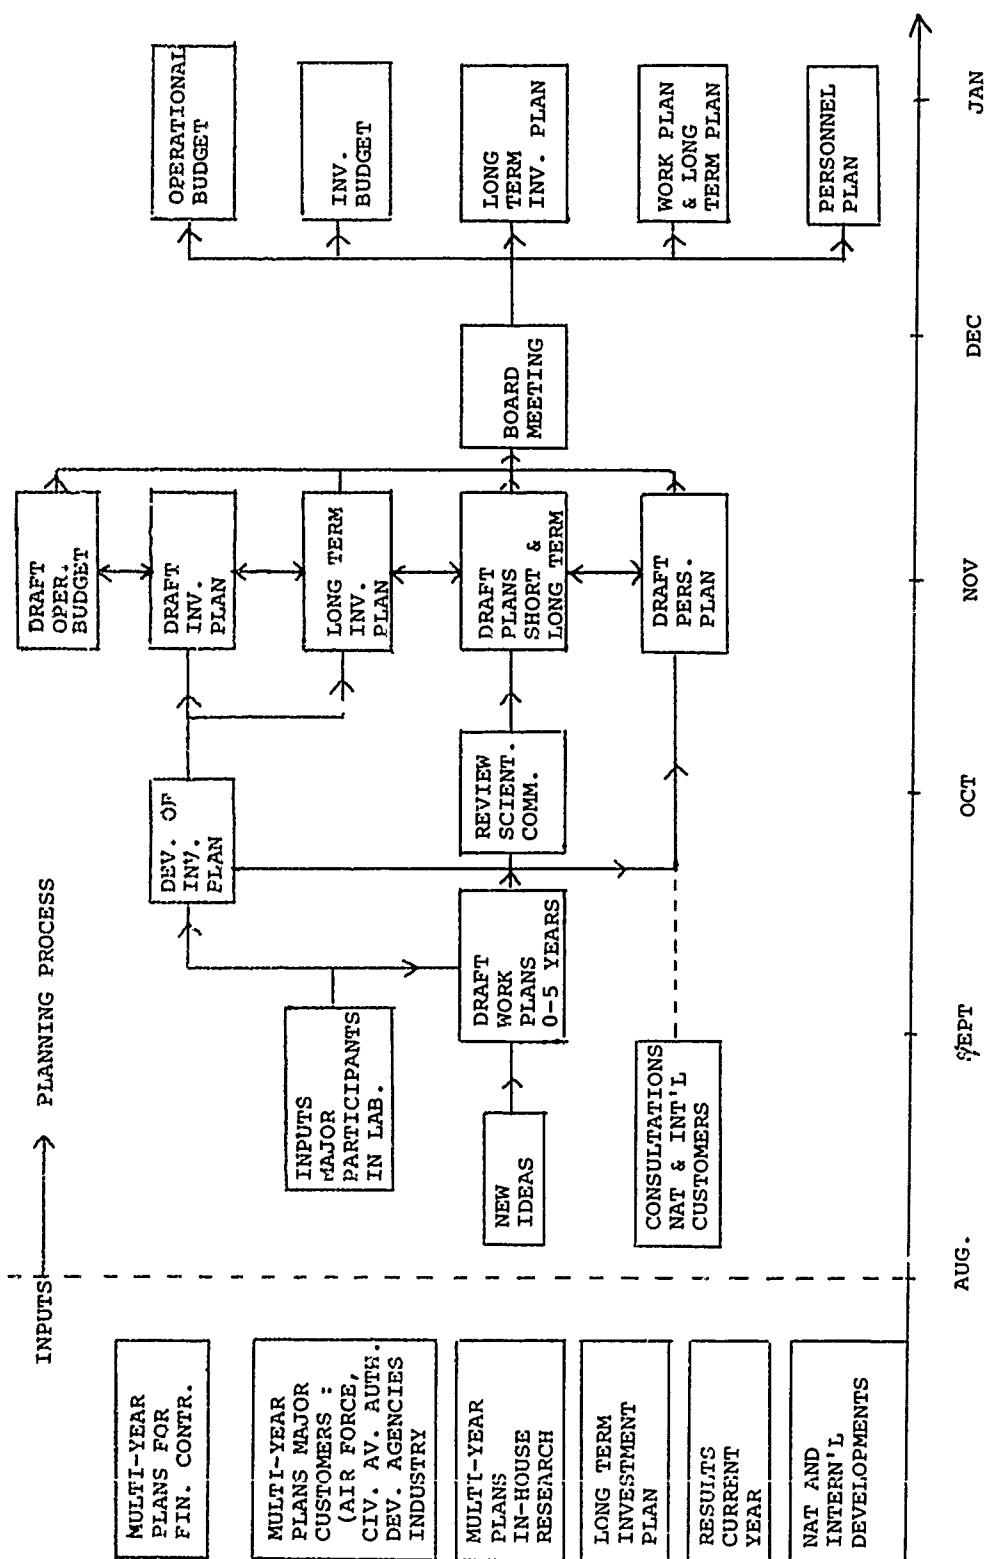 INPUTS
PLANNING PROCESS
MULTI-YEAR
PLANS FOR
FIN. CONTR.
MULTI-YEAR
PLANS MAJOR
CUSTOMERS :
(AIR FORCE,
CIV. AV. AUTH.
DEV. AGENCIES
INDUSTRY
MULTI-YEAR
PLANS
IN-HOUSE
RESEARCH
LONG TERM
INVESTMENT
PLAN
RESULTS
CURRENT
YEAR
NAT AND
INTERN'L
DEVELOPMENTS
INPUTS
MAJOR
PARTICIPANTS
IN LAB.
NEW
IDEAS
CONSULTATIONS
NAT & INT'L
CUSTOMERS
DEV. OF
INV. PLAN
DRAFT
WORK
PLANS
0-5 YEARS
REVIEW
SCIENT.
COMM.
DRAFT
OPER.
BUDGET
DRAFT
INV.
PLAN
LONG TERM
INV.
PLAN
DRAFT
PLANS
SHORT &
LONG TERM
DRAFT
PERS.
PLAN
BOARD
MEETING
OPERATIONAL
BUDGET
INV.
BUDGET
LONG
TERM
INV. PLAN
WORK PLAN
& LONG
TERM PLAN
PERSONNEL
PLAN
AUG.
SEPT
OCT
NOV
DEC
JAN